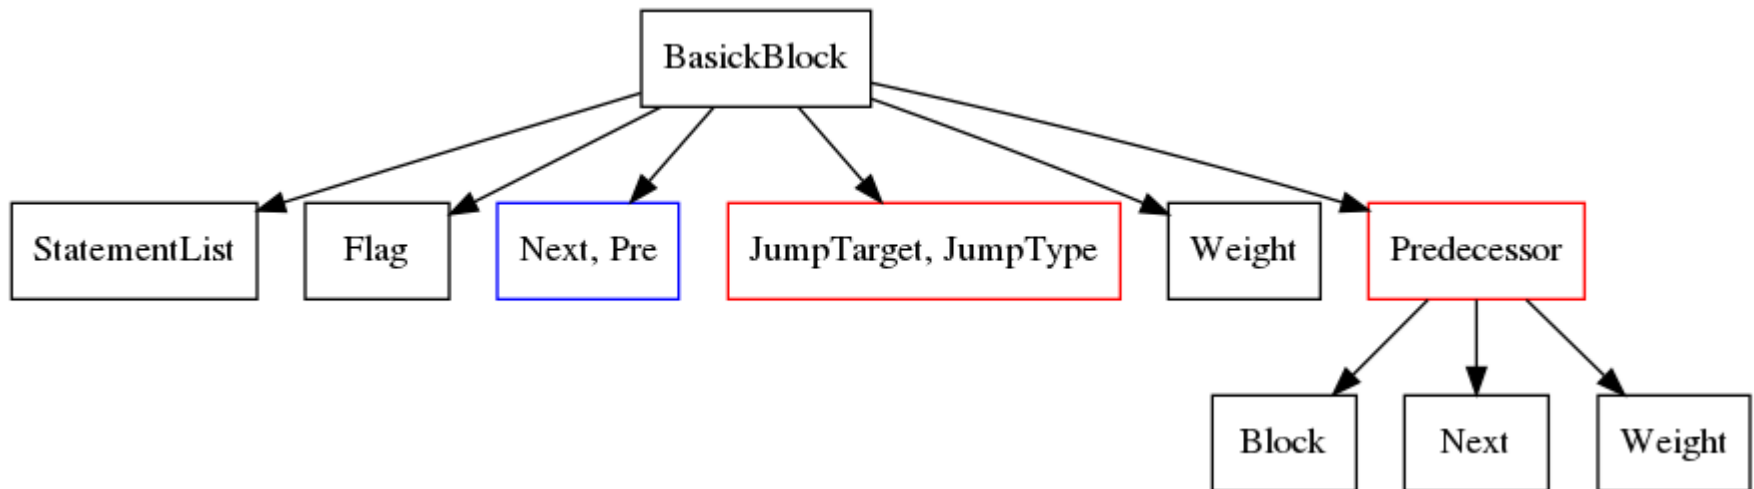 BasickBlock
StatementList
Flag
Next, Pre
JumpTarget, JumpType
Weight
Predecessor
Block
Next
Weight